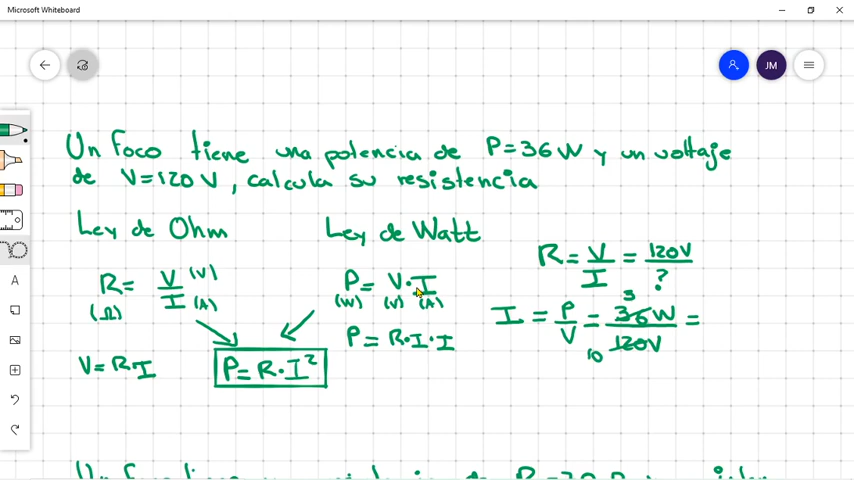 Microsoft Whiteboard
JM
Un foco tiene una potencia de P=36W y un voltaje
de V=120V, calcula su resistencia
Ley de Ohm
Ley de Watt
R= V/I (V) (A)
(Ω)
P= V·I
(W) (V) (A)
R= V/I = 120V/?
I = P/V = 36W/120V =
3
10
P= R·I·I
V=RI
P=R·I²
A